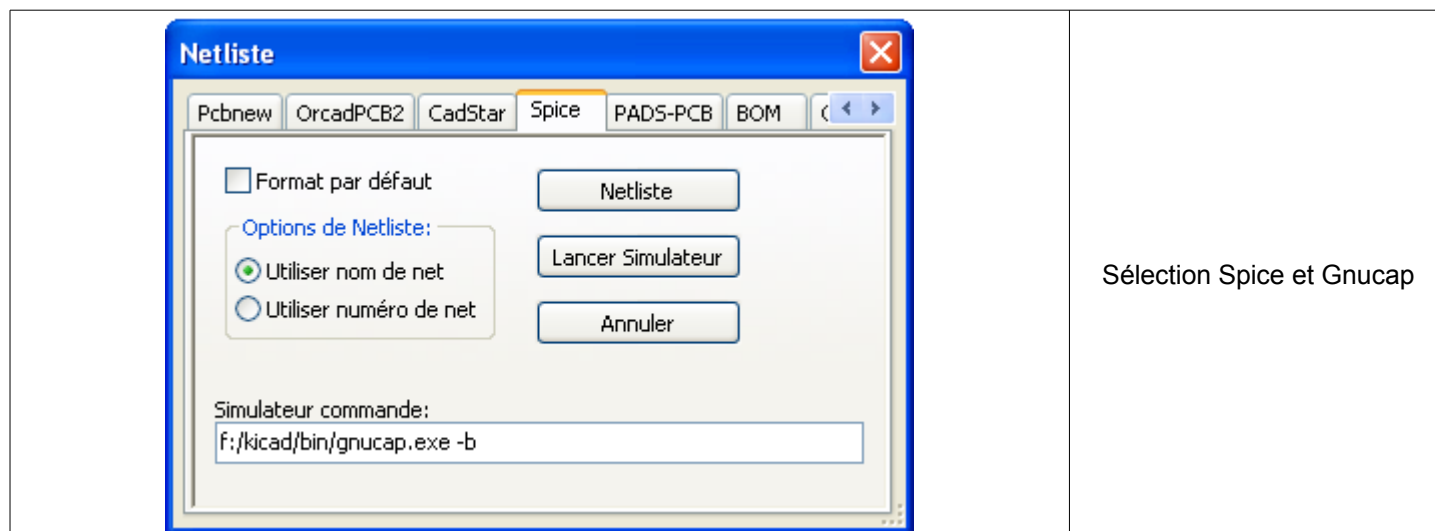 Netliste
Pcbnew OrcadPCB2 CadStar Spice PADS-PCB BOM
Format par défaut
Netliste
Options de Netliste:
Utiliser nom de net
Lancer Simulateur
Utiliser numéro de net
Annuler
Simulateur commande:
f:/kicad/bin/gnucap.exe -b
Sélection Spice et Gnucap